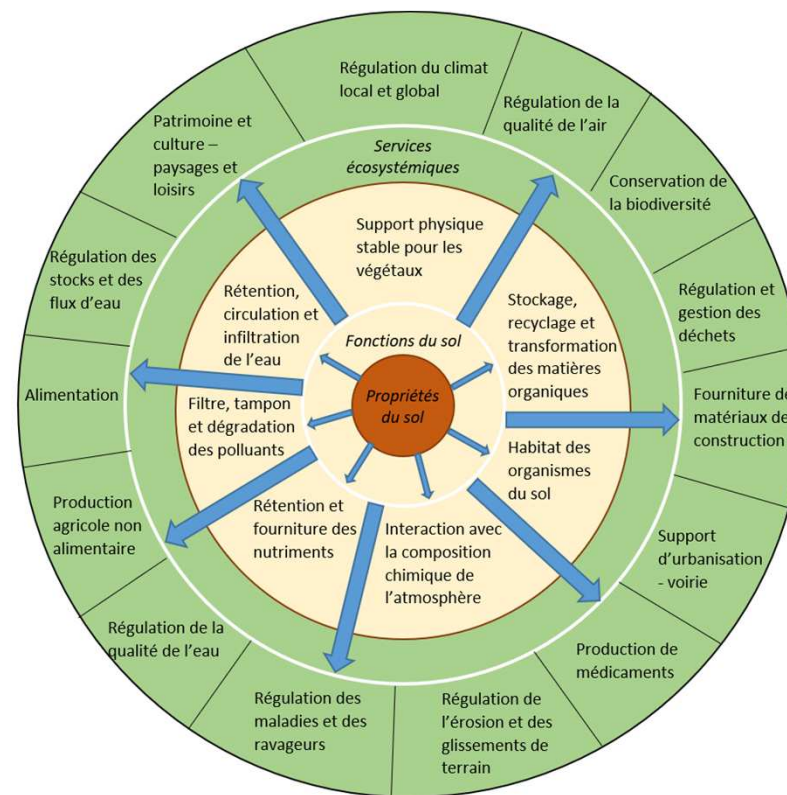 Régulation du climat
local et global
Régulation de la
qualité de l'air
Conservation de
la biodiversité
Régulation et
gestion des
déchets
Fourniture de
matériaux de
construction
Support
d'urbanisation
- voirie
Production de
médicaments
Régulation de
l'érosion et des
glissements de
terrain
Régulation des
maladies et des
ravageurs
Régulation de la
qualité de l'eau
Production
agricole non
alimentaire
Alimentation
Régulation des
stocks et des
flux d'eau
Patrimoine et
culture –
paysages et
loisirs
Services
écosystémiques
Support physique
stable pour les
végétaux
Stockage,
recyclage et
transformation
des matières
organiques
Habitat des
organismes
du sol
Interaction avec
la composition
chimique de
l'atmosphère
Rétention et
fourniture des
nutriments
Filtre, tampon
et dégradation
des polluants
Rétention,
circulation et
infiltration
de l'eau
Fonctions du sol
Propriétés
du sol